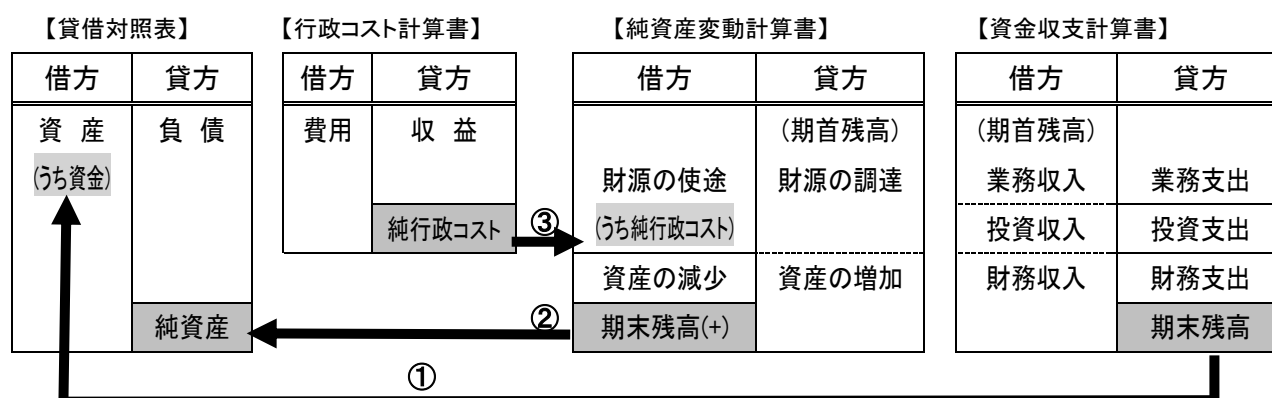 【貸借対照表】 【行政コスト計算書】 【純資産変動計算書】 【資金収支計算書】
借方 貸方 借方 貸方 借方 貸方 借方 貸方
資 産 負 債 費用 収 益 (期首残高) (期首残高)
(うち資金) 財源の使途 財源の調達 業務収入 業務支出
純行政コスト ③ (うち純行政コスト) 投資収入 投資支出
資産の減少 資産の増加 財務収入 財務支出
純資産 ② 期末残高(+) 期末残高
①